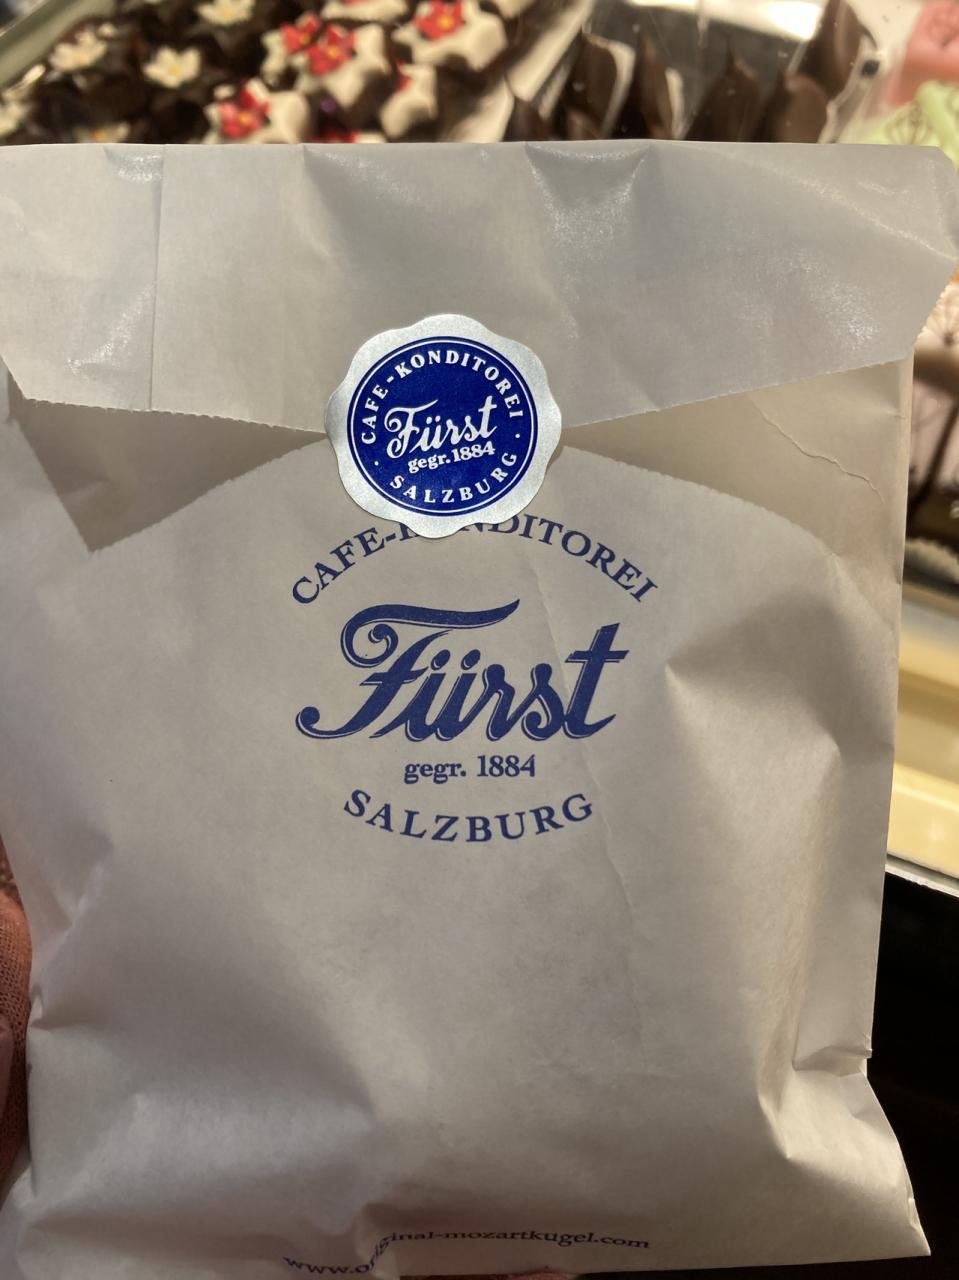 CAFE-KONDITOREI
Fürst
gegr. 1884
SALZBURG
CAFE-KONDITOREI
Fürst
gegr. 1884
SALZBURG
www.original-mozartkugel.com